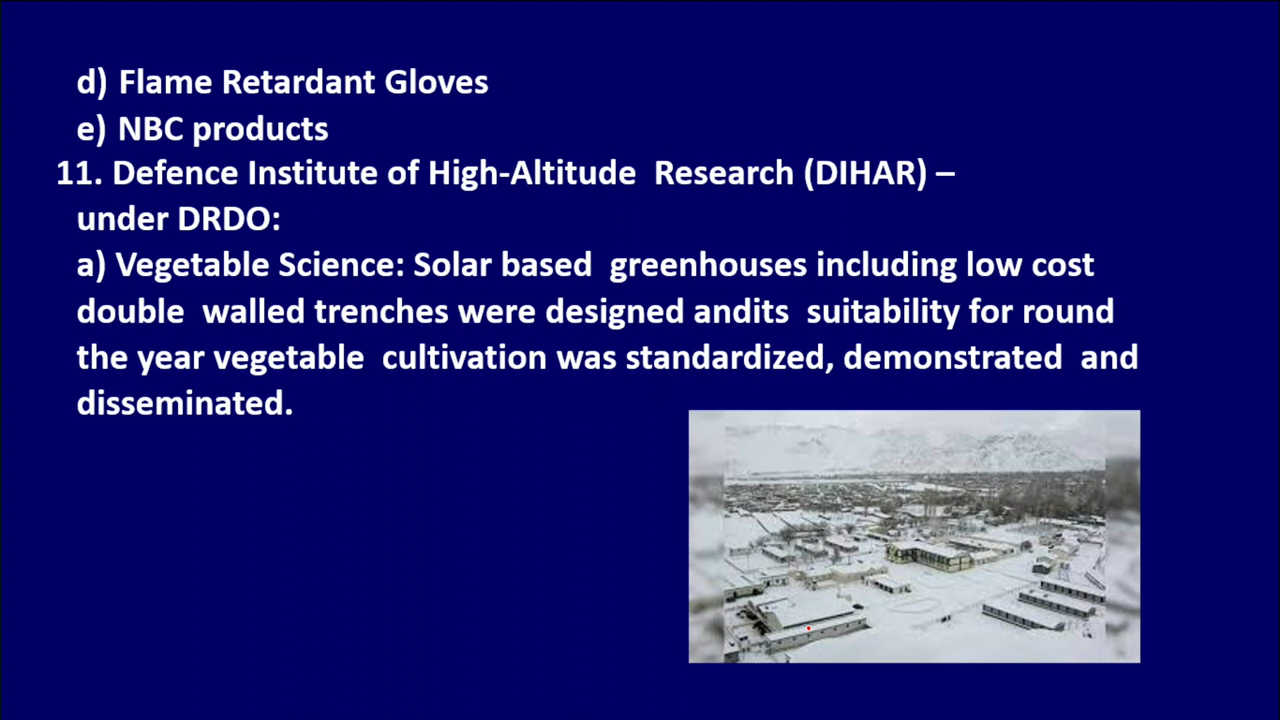 d) Flame Retardant Gloves
e) NBC products
11. Defence Institute of High-Altitude  Research (DIHAR) –
under DRDO:
a) Vegetable Science: Solar based  greenhouses including low cost
double  walled trenches were designed andits  suitability for round
the year vegetable  cultivation was standardized, demonstrated  and
disseminated.